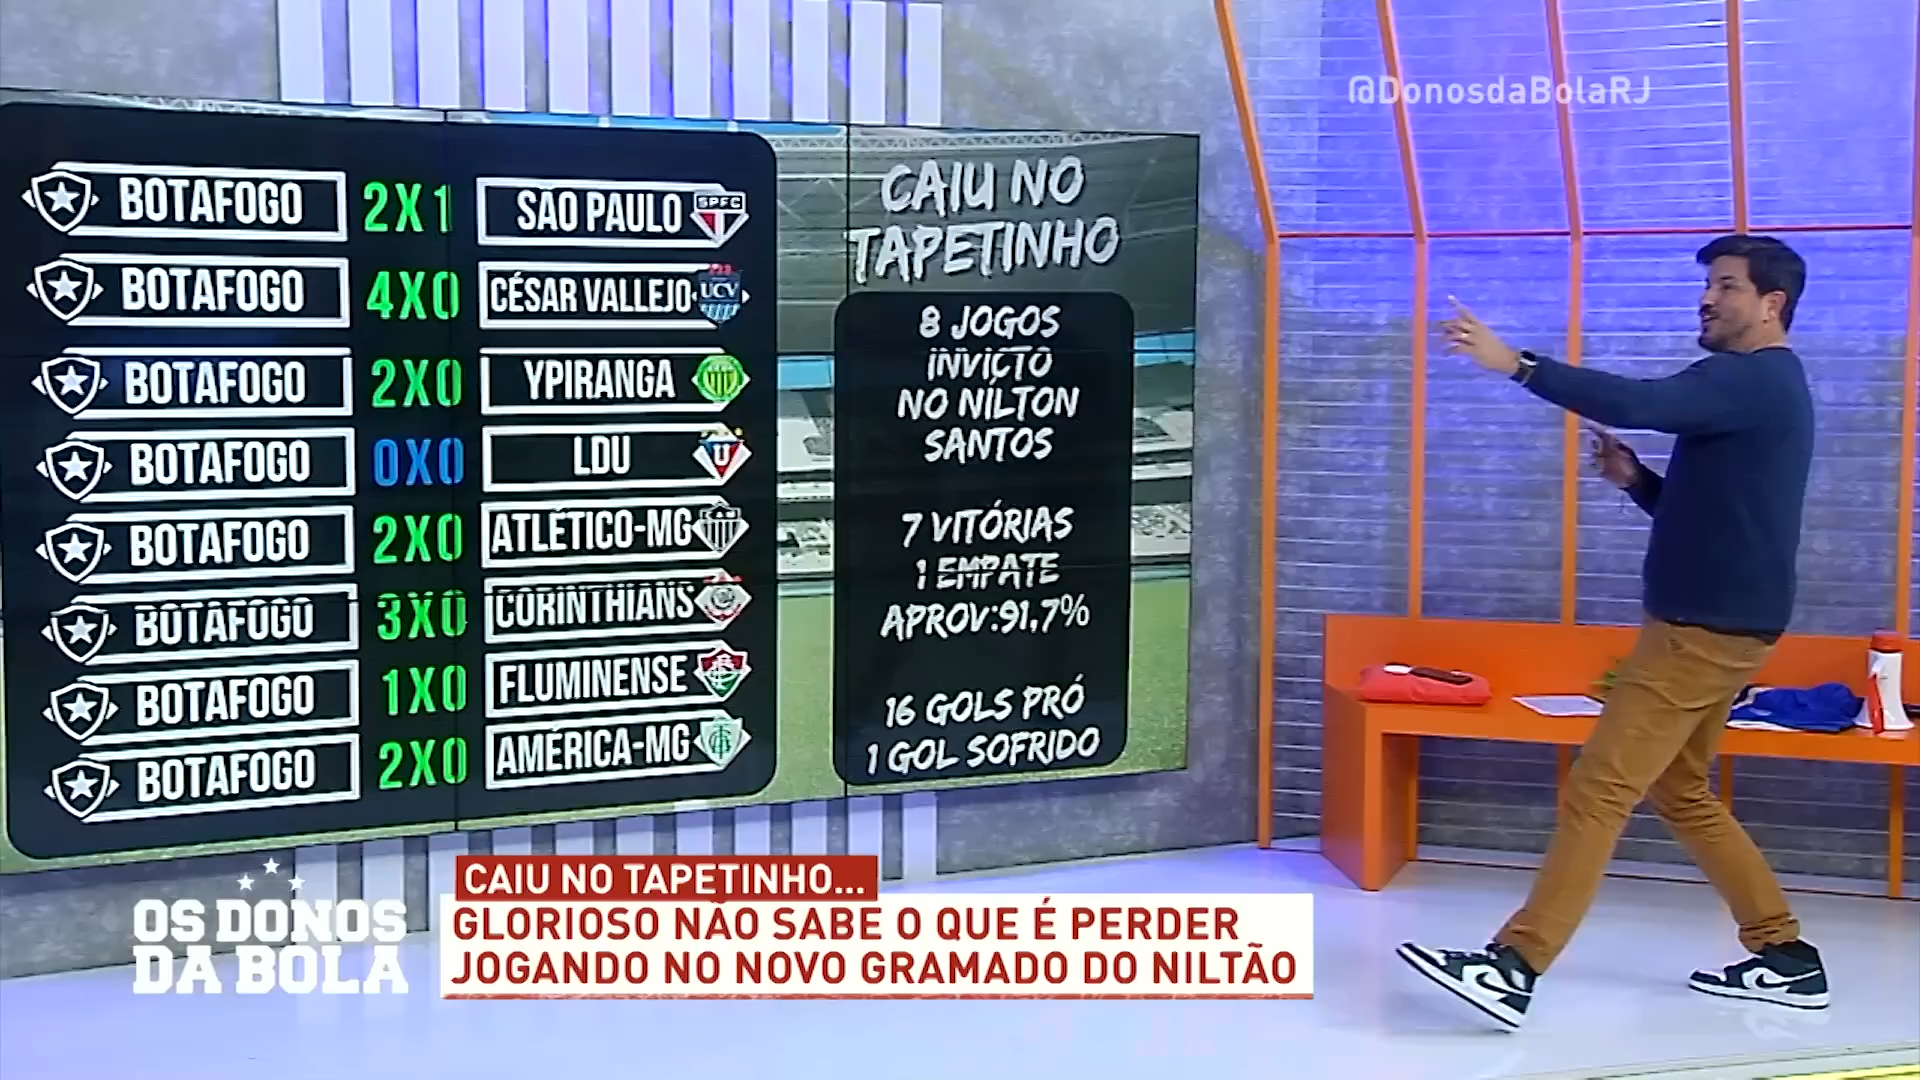 @DonosdaBolaRJ
BOTAFOGO 2X1 SÃO PAULO SPFC
BOTAFOGO 4X0 CÉSAR VALLEJO UCV
BOTAFOGO 2X0 YPIRANGA
BOTAFOGO 0X0 LDU U
BOTAFOGO 2X0 ATLÉTICO-MG
BOTAFOGO 3X0 CORINTHIANS
BOTAFOGO 1X0 FLUMINENSE
BOTAFOGO 2X0 AMÉRICA-MG
CAIU NO
TAPETINHO
8 JOGOS
INVICTO
NO NÍLTON
SANTOS
7 VITÓRIAS
1 EMPATE
APROV:91,7%
16 GOLS PRÓ
1 GOL SOFRIDO
OS DONOS
DA BOLA
CAIU NO TAPETINHO...
GLORIOSO NÃO SABE O QUE É PERDER
JOGANDO NO NOVO GRAMADO DO NILTÃO